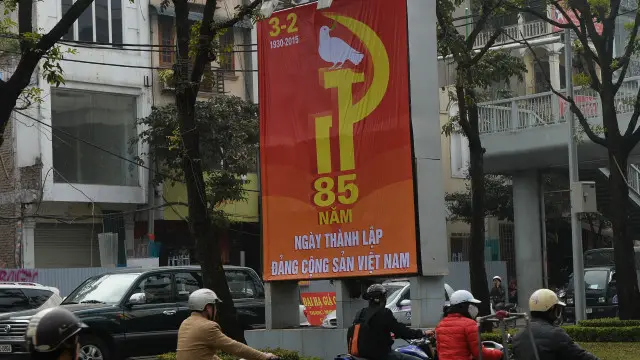 3-2
1930-2015
85
NĂM
NGÀY THÀNH LẬP
ĐẢNG CỘNG SẢN VIỆT NAM